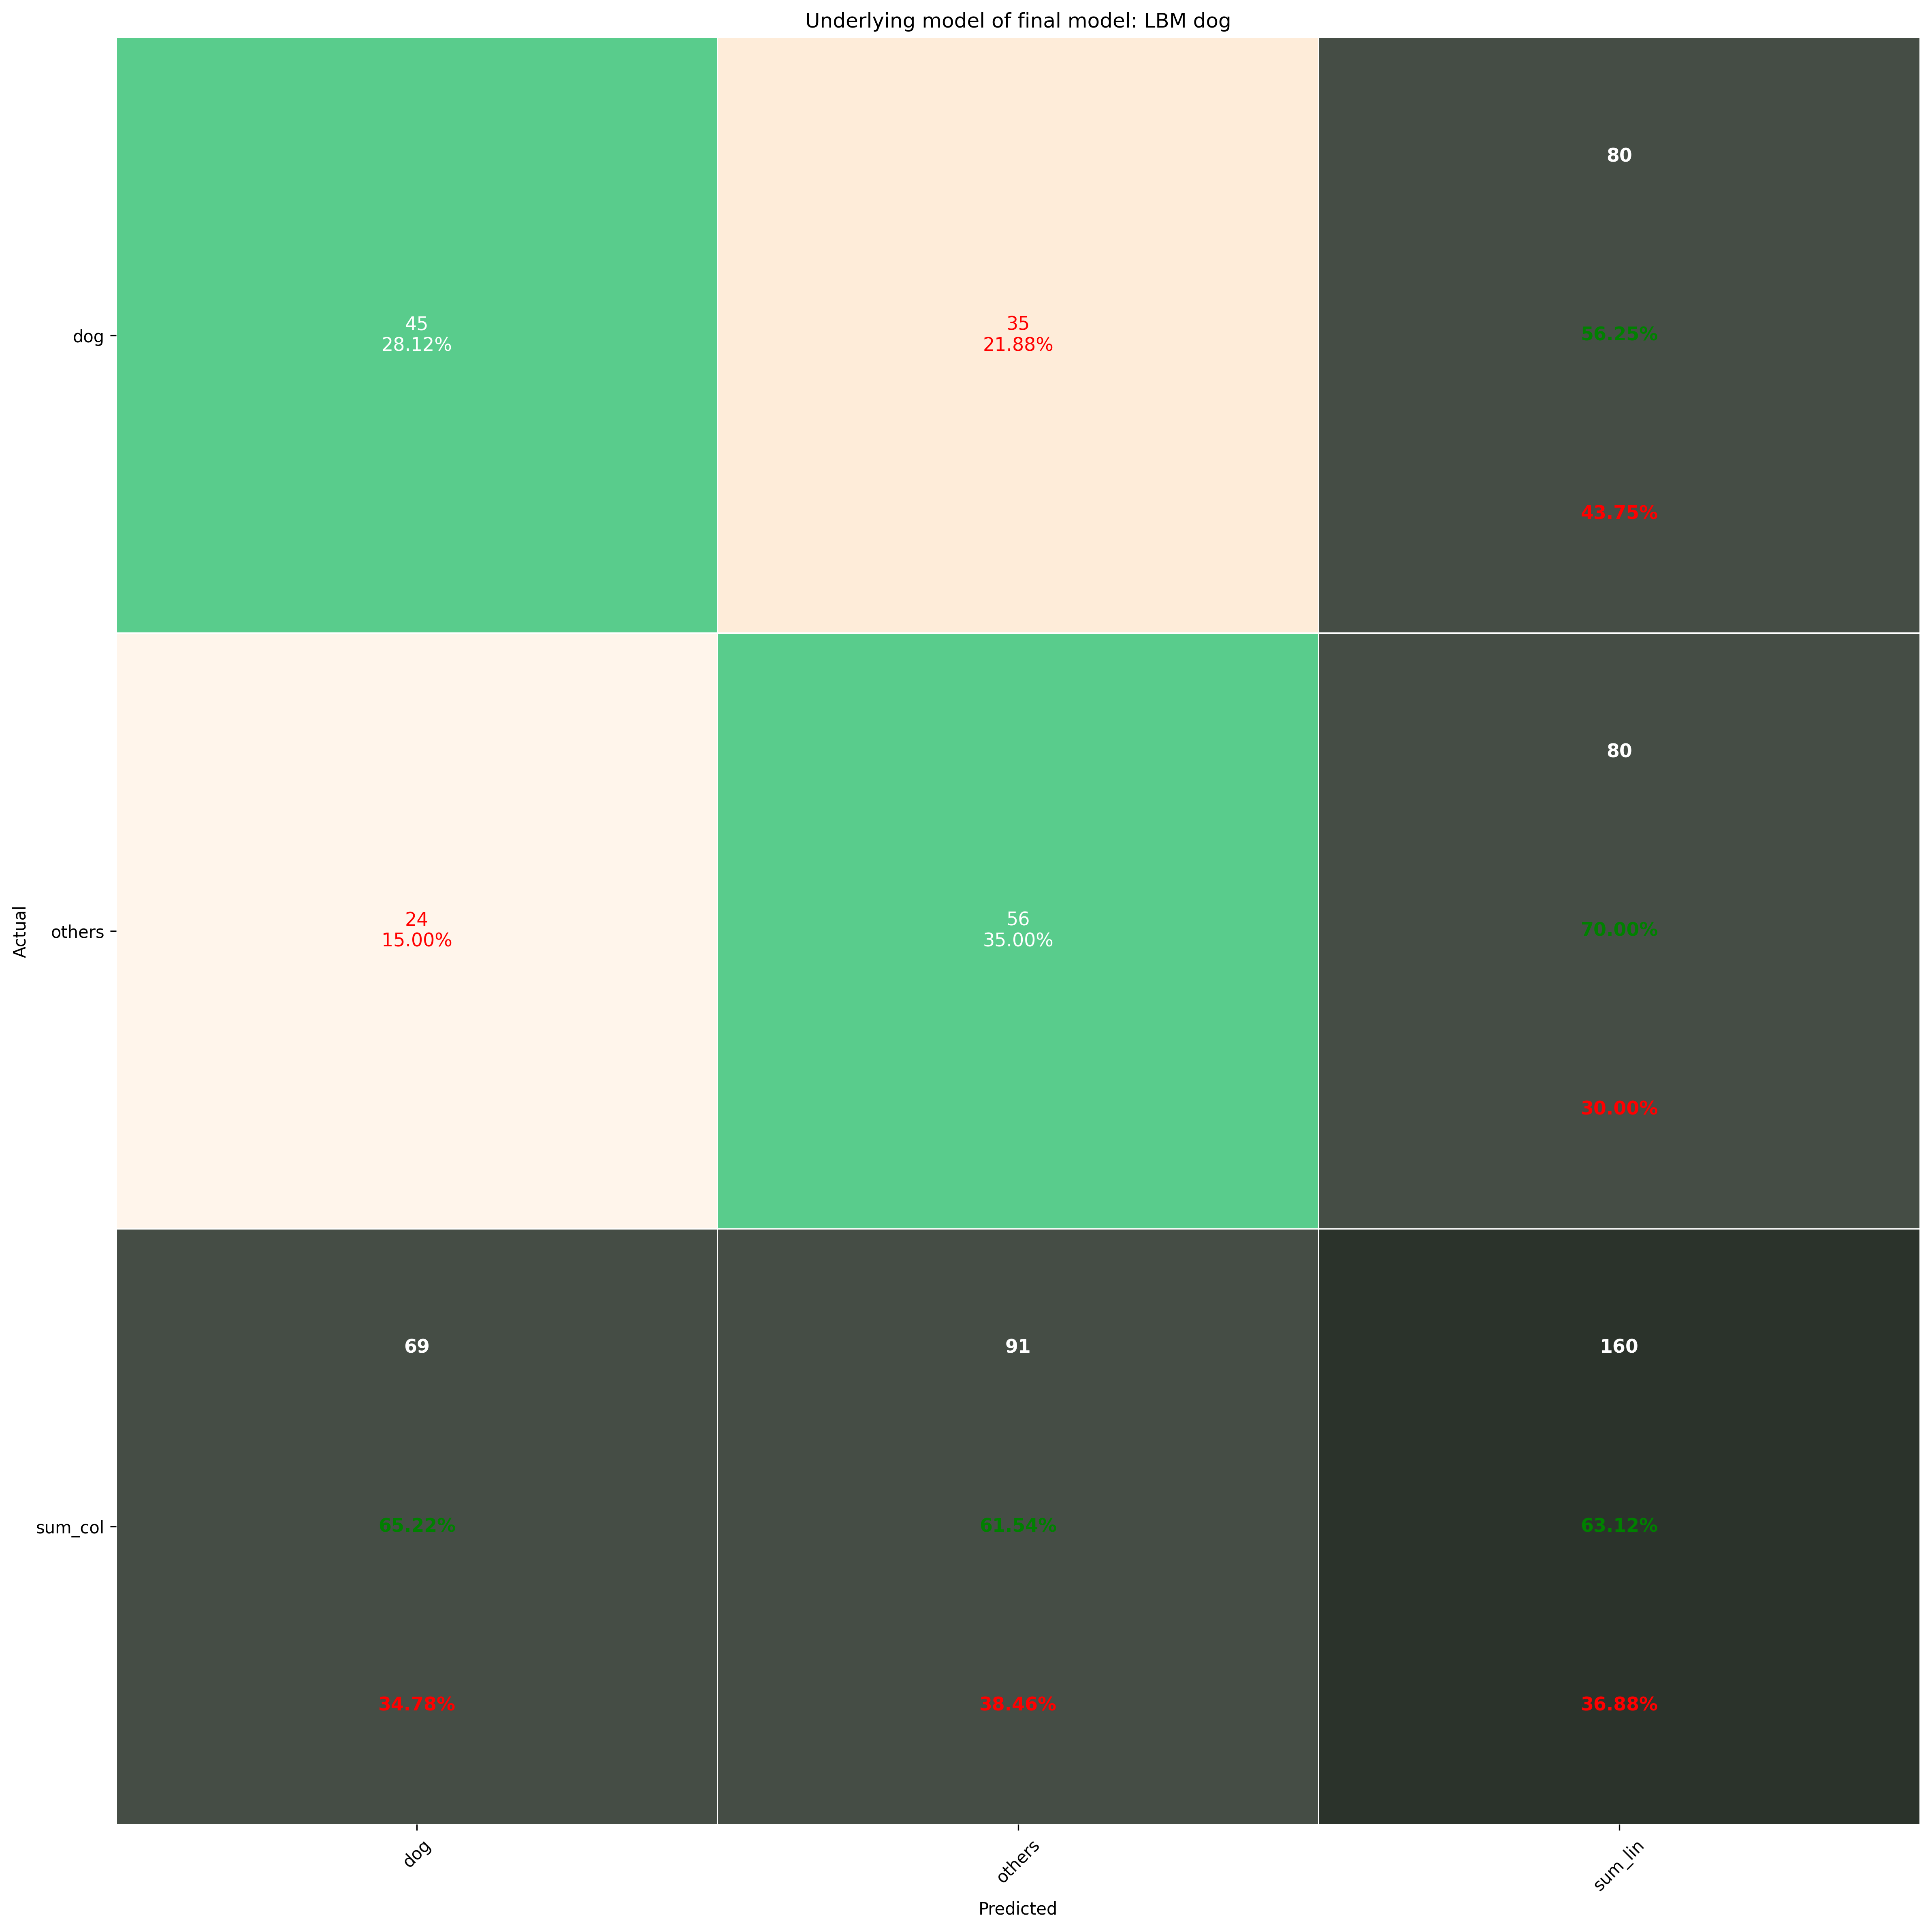 Underlying model of final model: LBM dog
80
45
28.12%
35
21.88%
dog
56.25%
43.75%
80
24
15.00%
56
35.00%
others
70.00%
Actual
30.00%
69
91
160
sum_col
65.22%
61.54%
63.12%
34.78%
38.46%
36.88%
dog
others
sum_lin
Predicted